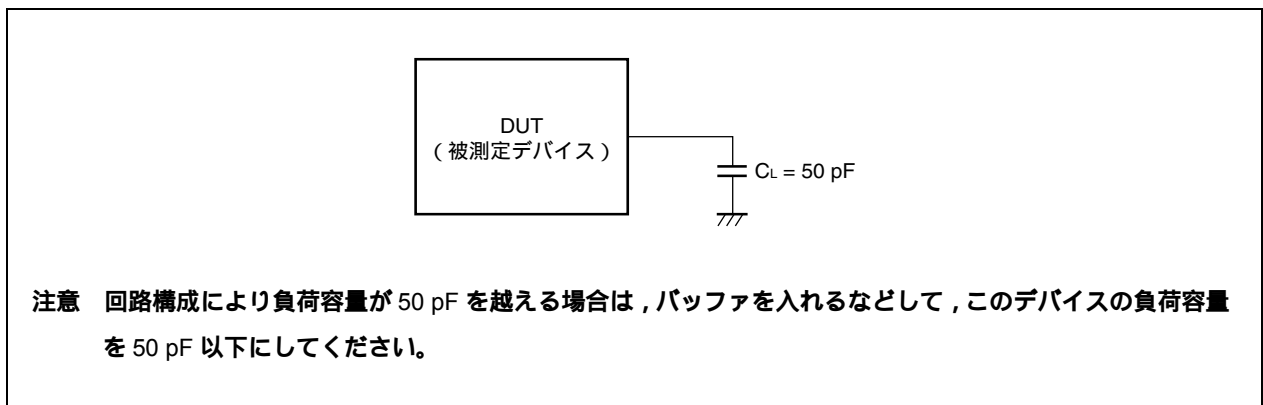 DUT
（被測定デバイス）
CL = 50 pF
注意　回路構成により負荷容量が 50 pF を越える場合は，バッファを入れるなどして，このデバイスの負荷容量
を 50 pF 以下にしてください。